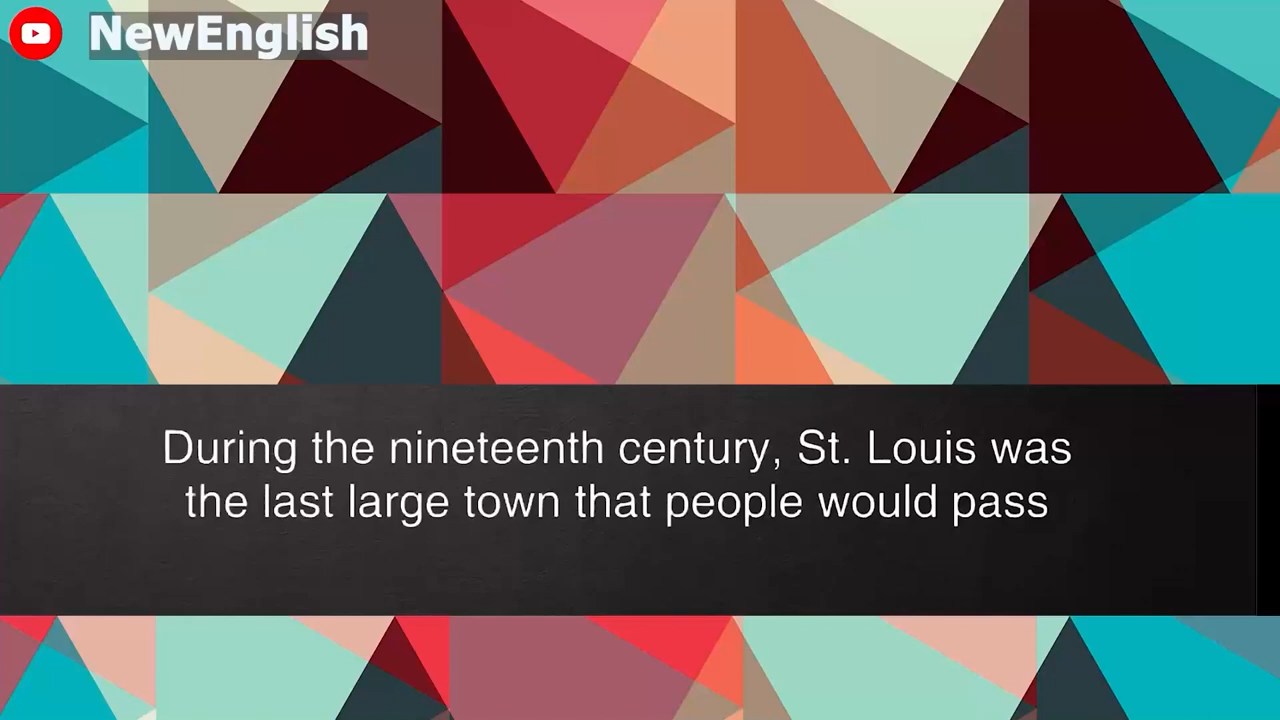 NewEnglish
During the nineteenth century, St. Louis was
the last large town that people would pass